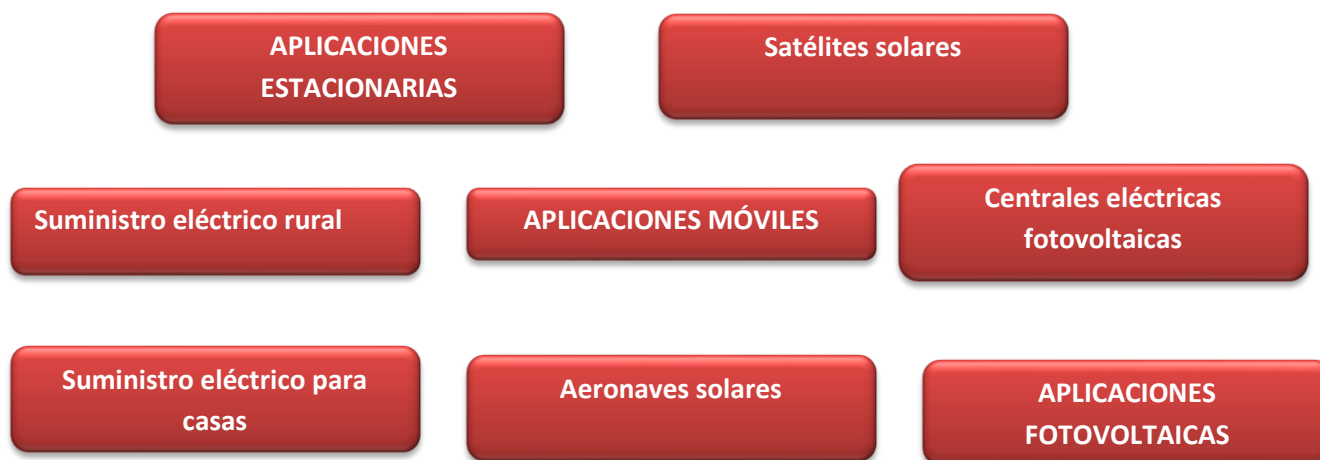 APLICACIONES
ESTACIONARIAS
Satélites solares
Suministro eléctrico rural
APLICACIONES MÓVILES
Centrales eléctricas
fotovoltaicas
Suministro eléctrico para
casas
Aeronaves solares
APLICACIONES
FOTOVOLTAICAS